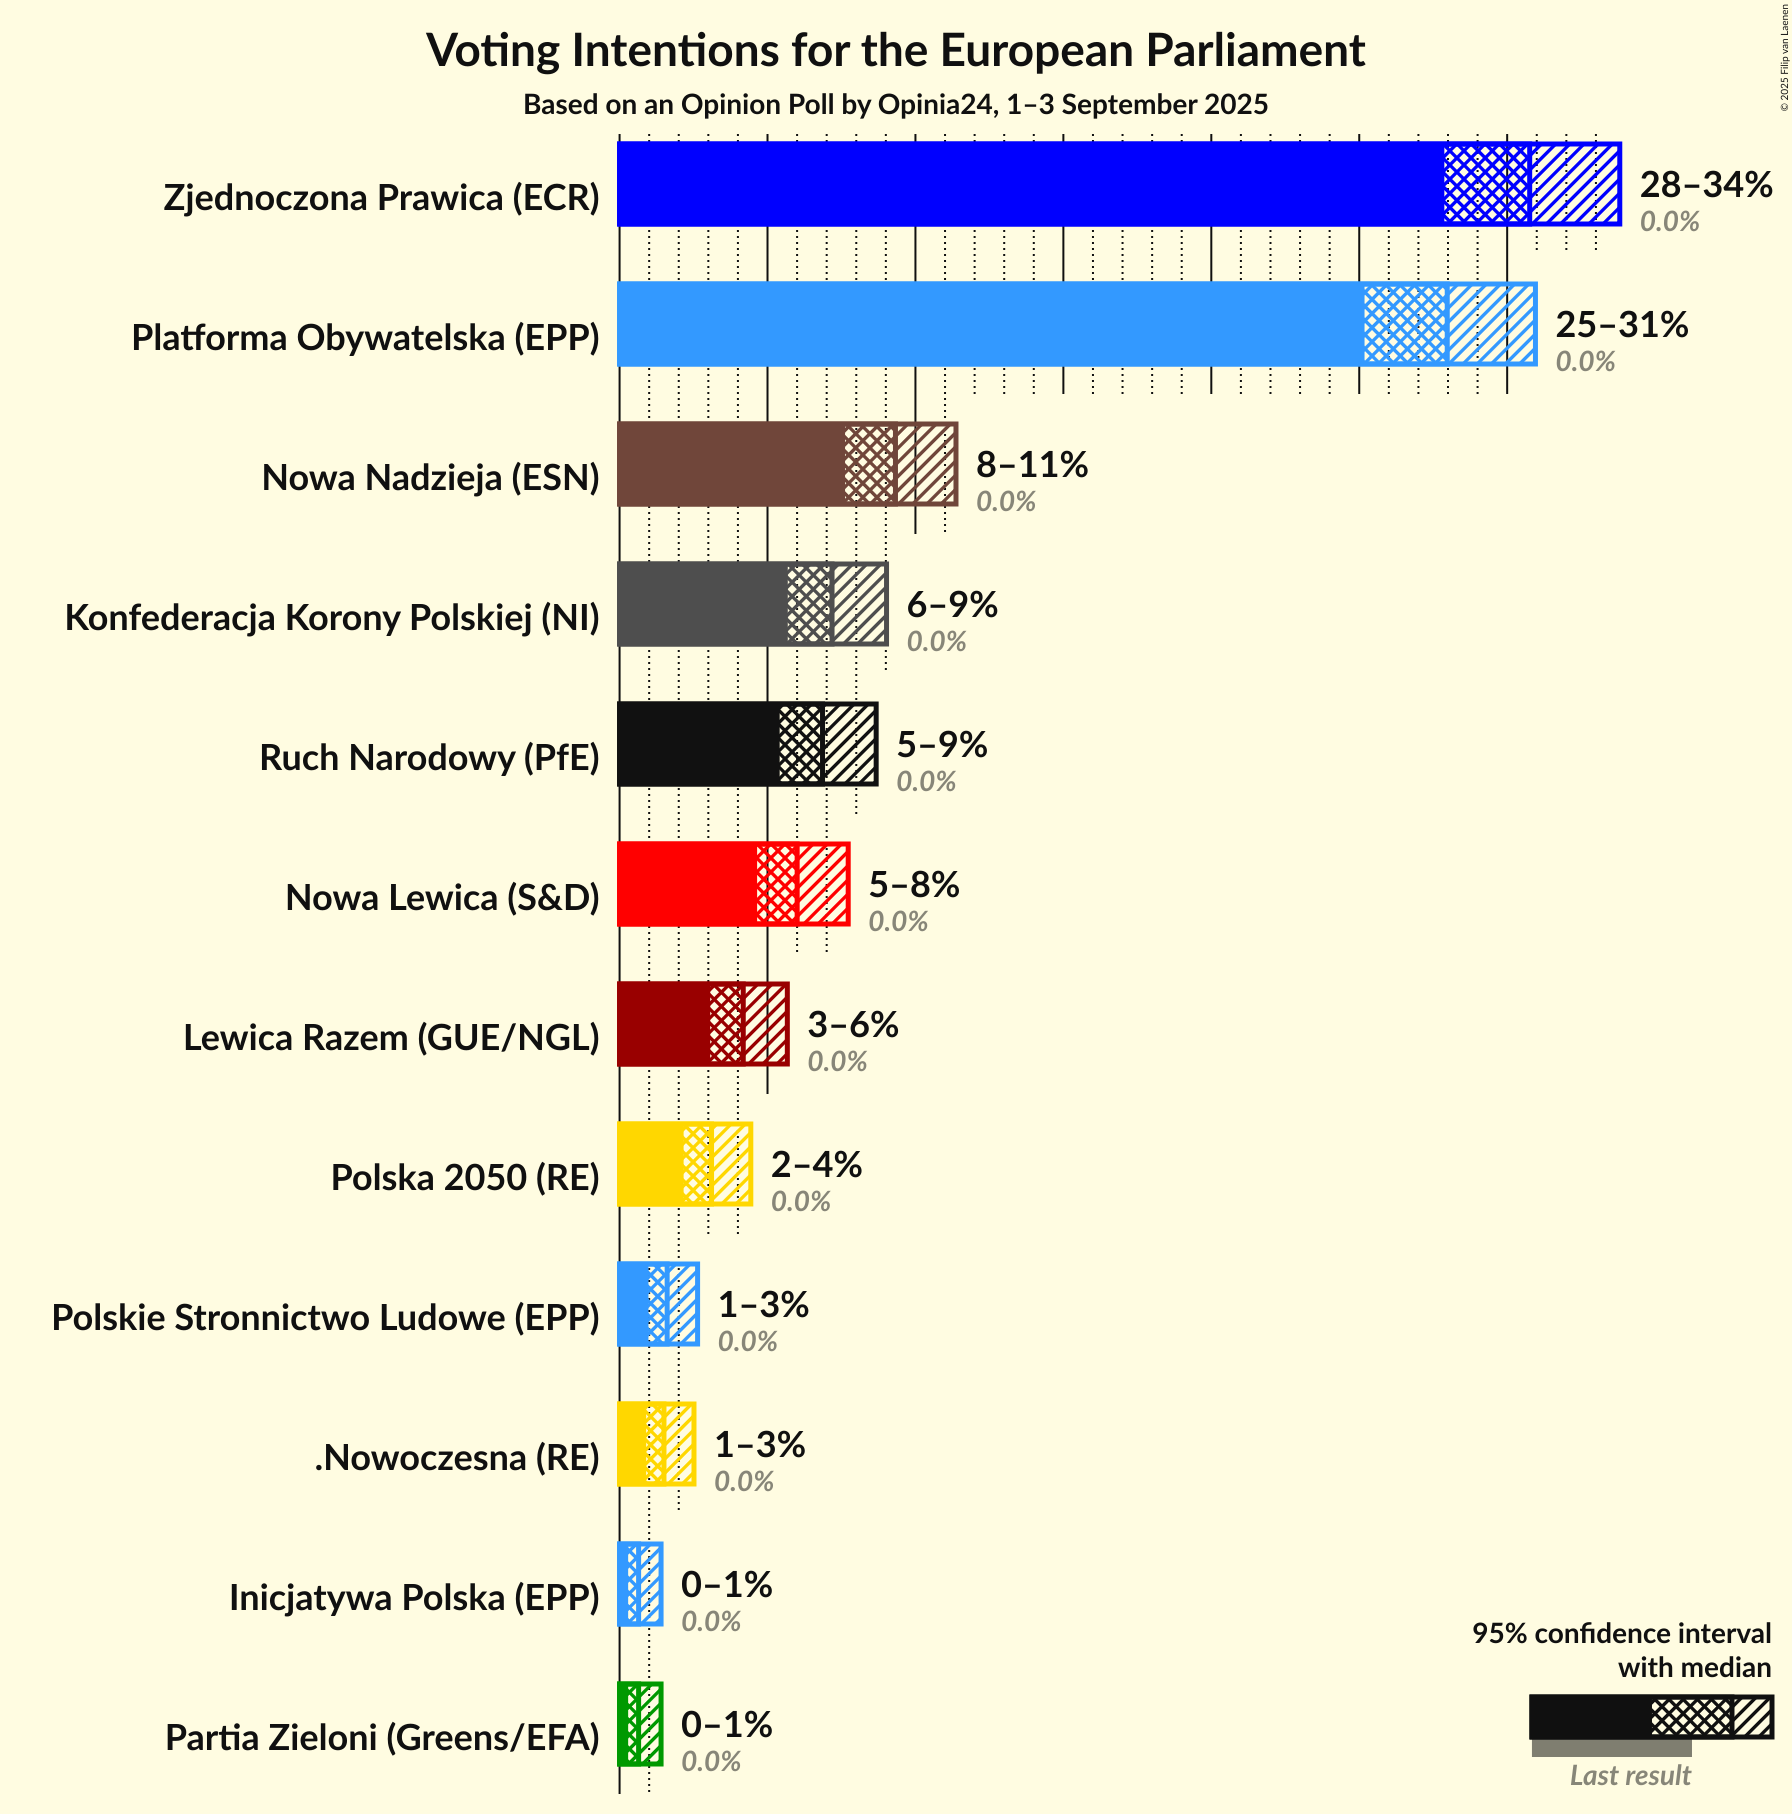 Voting Intentions for the European Parliament
Based on an Opinion Poll by Opinia24, 1–3 September 2025
© 2025 Filip van Laenen
Zjednoczona Prawica (ECR)
28–34%
0.0%
Platforma Obywatelska (EPP)
25–31%
0.0%
Nowa Nadzieja (ESN)
8–11%
0.0%
Konfederacja Korony Polskiej (NI)
6–9%
0.0%
Ruch Narodowy (PfE)
5–9%
0.0%
Nowa Lewica (S&D)
5–8%
0.0%
Lewica Razem (GUE/NGL)
3–6%
0.0%
Polska 2050 (RE)
2–4%
0.0%
Polskie Stronnictwo Ludowe (EPP)
1–3%
0.0%
.Nowoczesna (RE)
1–3%
0.0%
Inicjatywa Polska (EPP)
0–1%
0.0%
Partia Zieloni (Greens/EFA)
0–1%
0.0%
95% confidence interval
with median
Last result